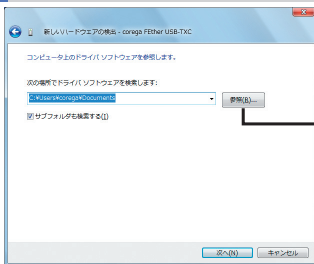 新しいハードウェアの検出 - corega FEther USB-TXC
コンピュータ上のドライバ ソフトウェアを参照します。
次の場所でドライバ ソフトウェアを検索します:
C:¥Users¥corega¥Documents
参照(R)...
サブフォルダも検索する(I)
次へ(N)
キャンセル